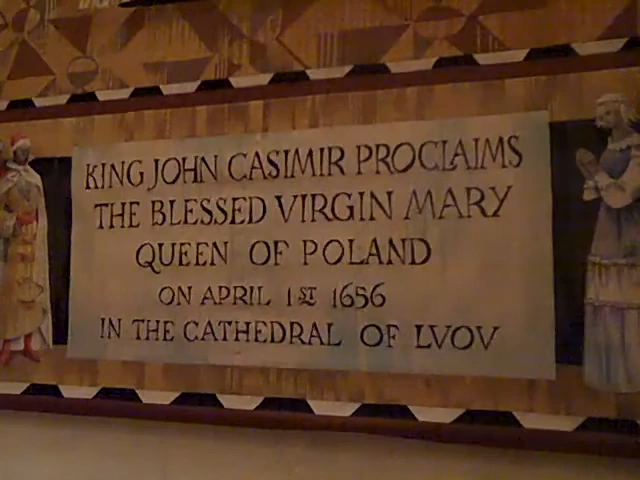 KING JOHN CASIMIR PROCLAIMS
THE BLESSED VIRGIN MARY
QUEEN OF POLAND
ON APRIL 1ST 1656
IN THE CATHEDRAL OF LVOV